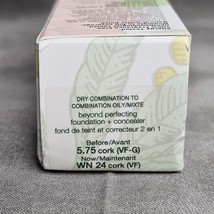 DRY COMBINATION TO
COMBINATION OILY/MIXTE
beyond perfecting
foundation + concealer
fond de teint et correcteur 2 en 1
Before/Avant
5.75 cork (VF-G)
Now/Maintenant
WN 24 cork (VF)